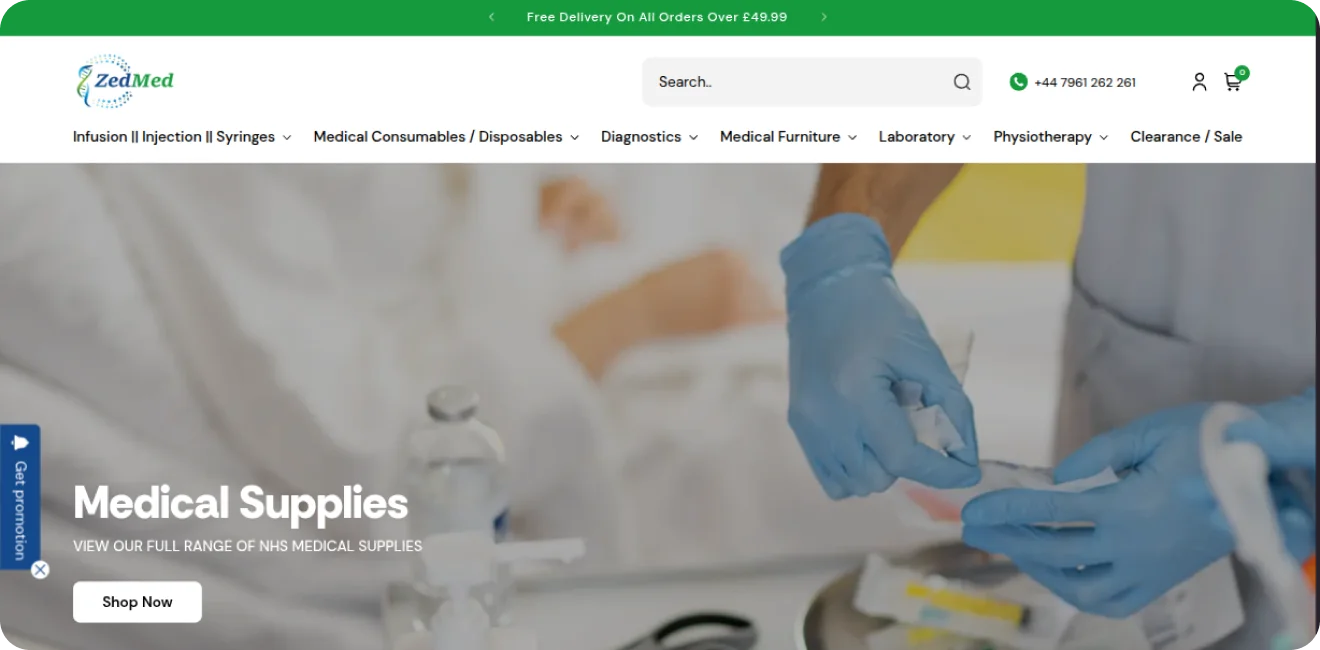 Free Delivery On All Orders Over £49.99
ZedMed
Search..
+44 7961 262 261
0
Infusion || Injection || Syringes
Medical Consumables / Disposables
Diagnostics
Medical Furniture
Laboratory
Physiotherapy
Clearance / Sale
Get promotion
Medical Supplies
VIEW OUR FULL RANGE OF NHS MEDICAL SUPPLIES
Shop Now